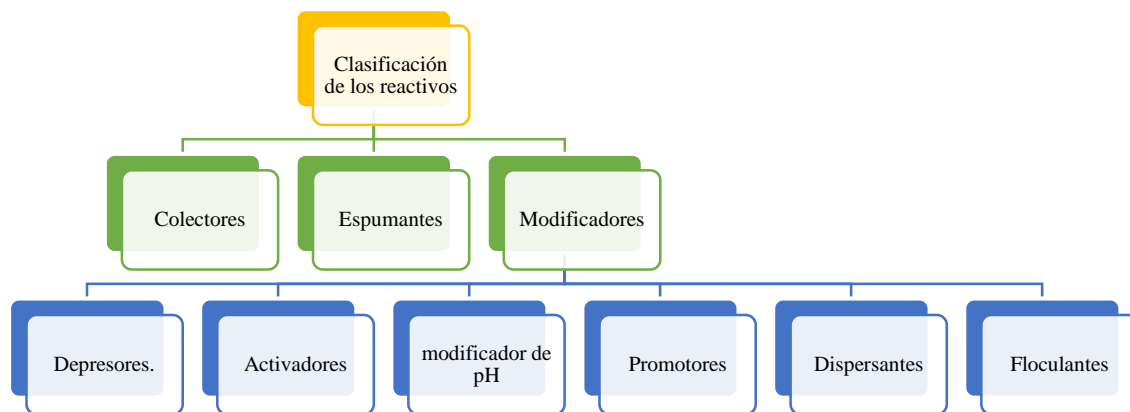 Clasificación
de los reactivos
Colectores
Espumantes
Modificadores
Depresores.
Activadores
modificador de
pH
Promotores
Dispersantes
Floculantes